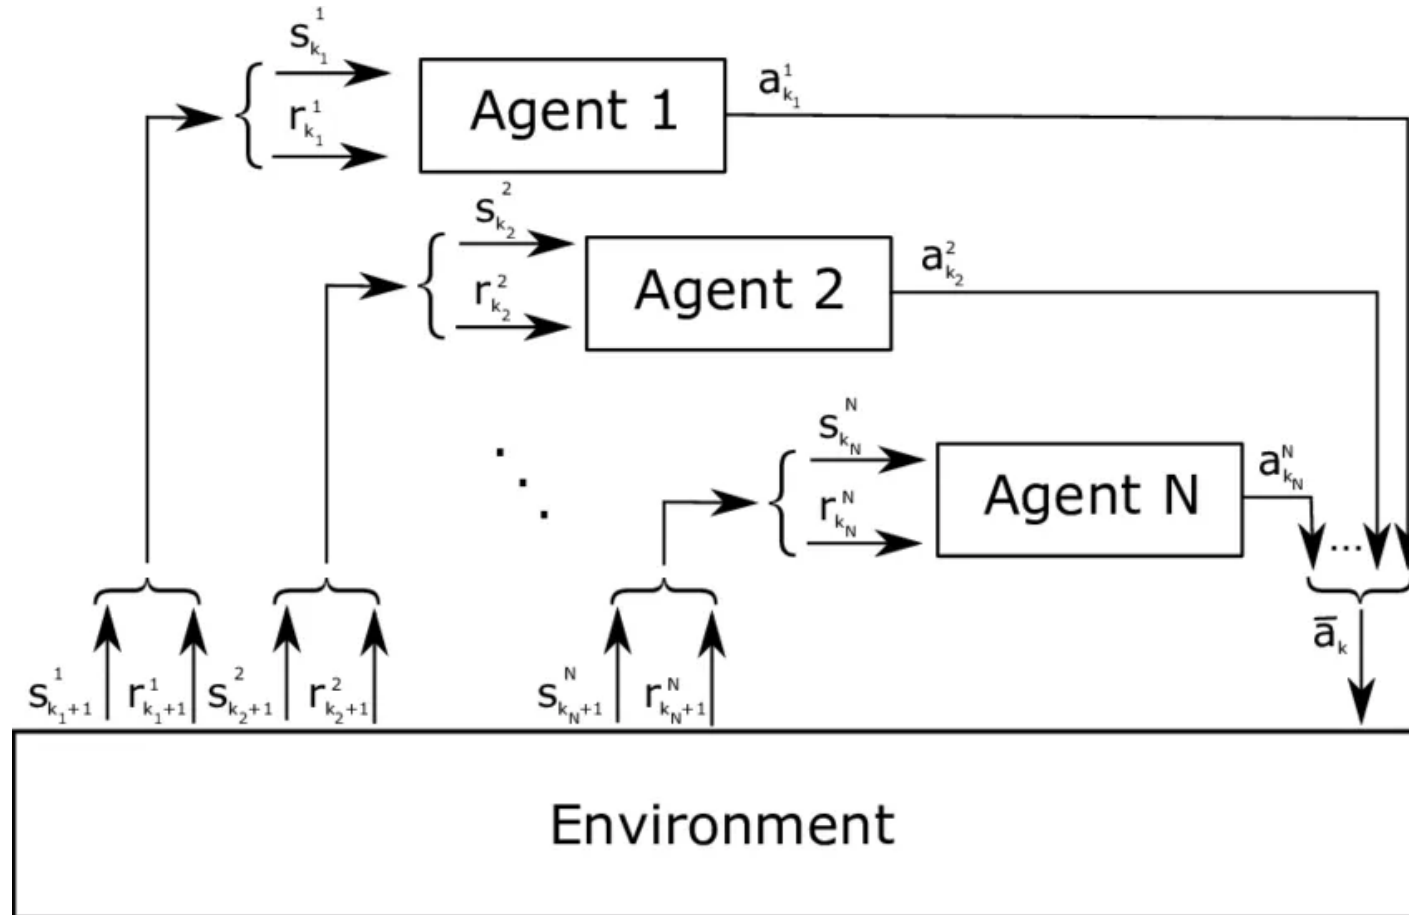 s^1_{k_1}
r^1_{k_1}
Agent 1
a^1_{k_1}
s^2_{k_2}
r^2_{k_2}
Agent 2
a^2_{k_2}
s^N_{k_N}
r^N_{k_N}
Agent N
a^N_{k_N}
...
s^1_{k_1+1} r^1_{k_1+1} s^2_{k_2+1} r^2_{k_2+1} s^N_{k_N+1} r^N_{k_N+1}
a̅_k
Environment